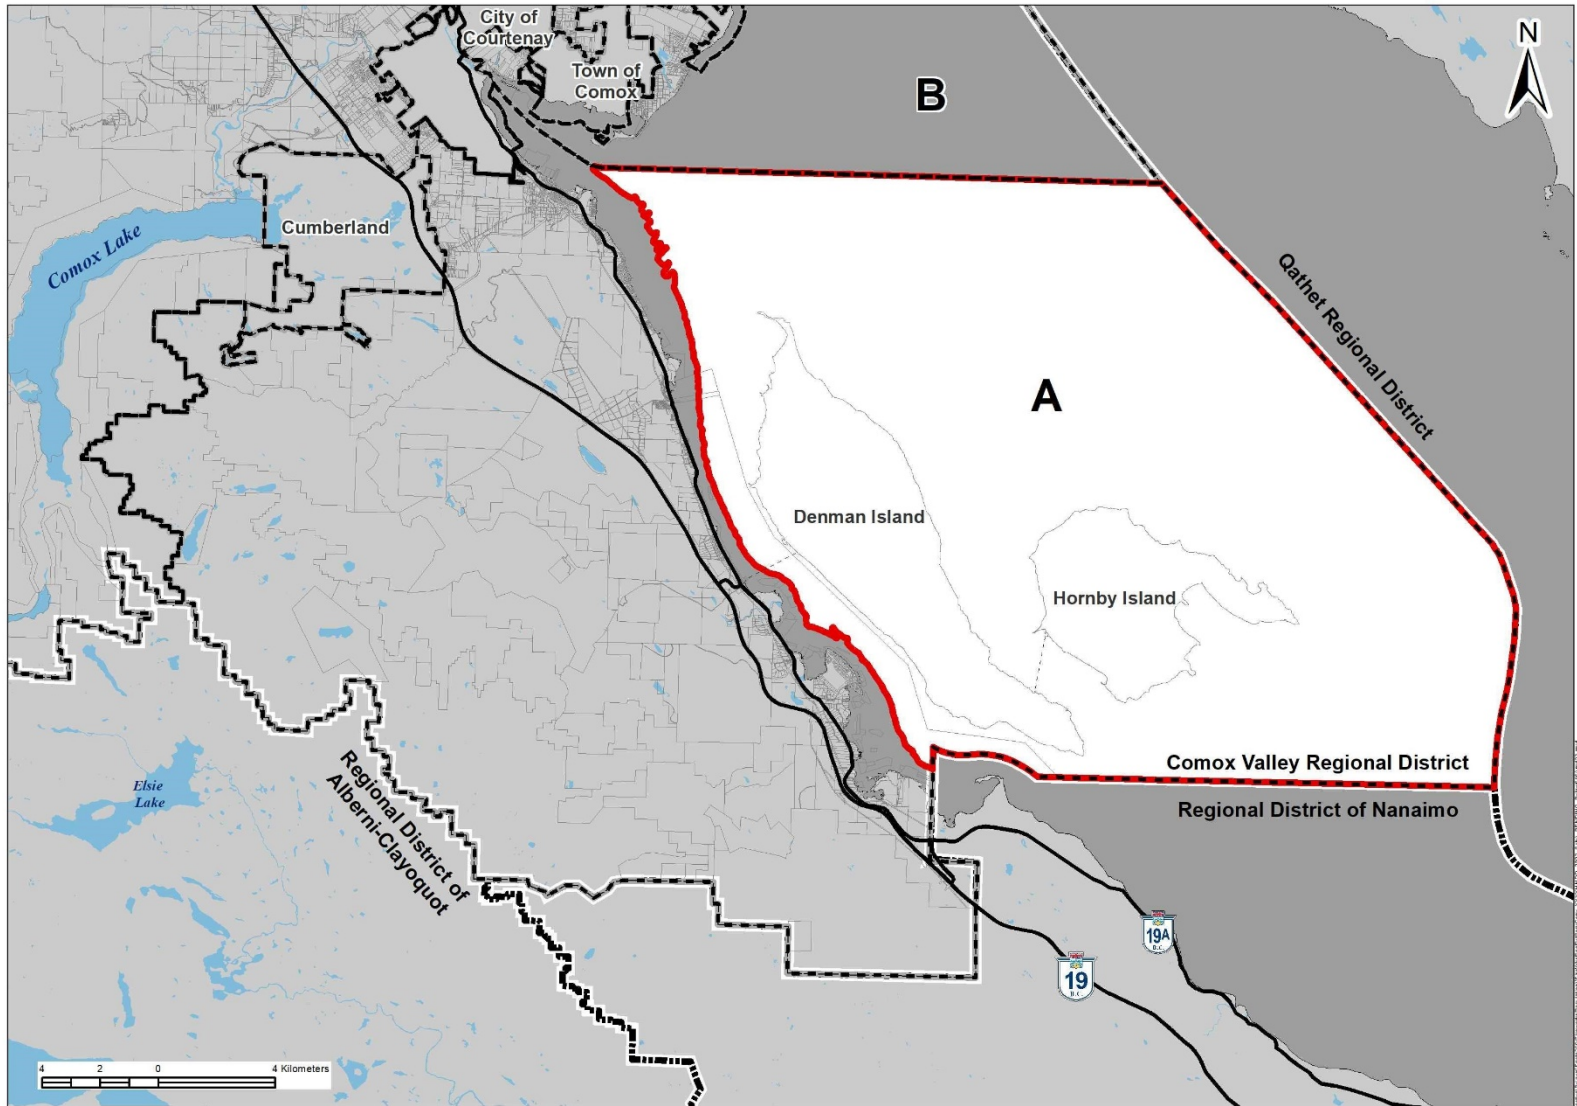 City of
Courtenay
Town of
Comox
B
N
Cumberland
Comox Lake
Qathet Regional District
A
Denman Island
Hornby Island
Comox Valley Regional District
Regional District of Nanaimo
Elsie
Lake
Regional District of
Alberni-Clayoquot
19A
B.C.
19
B.C.
4 2 0 4 Kilometers